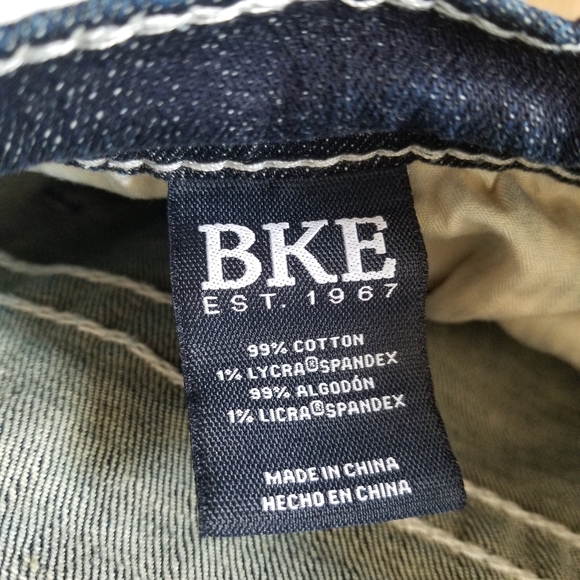 BKE
EST. 1967
99% COTTON
1% LYCRA®SPANDEX
99% ALGODÓN
1% LICRA®SPANDEX
MADE IN CHINA
HECHO EN CHINA